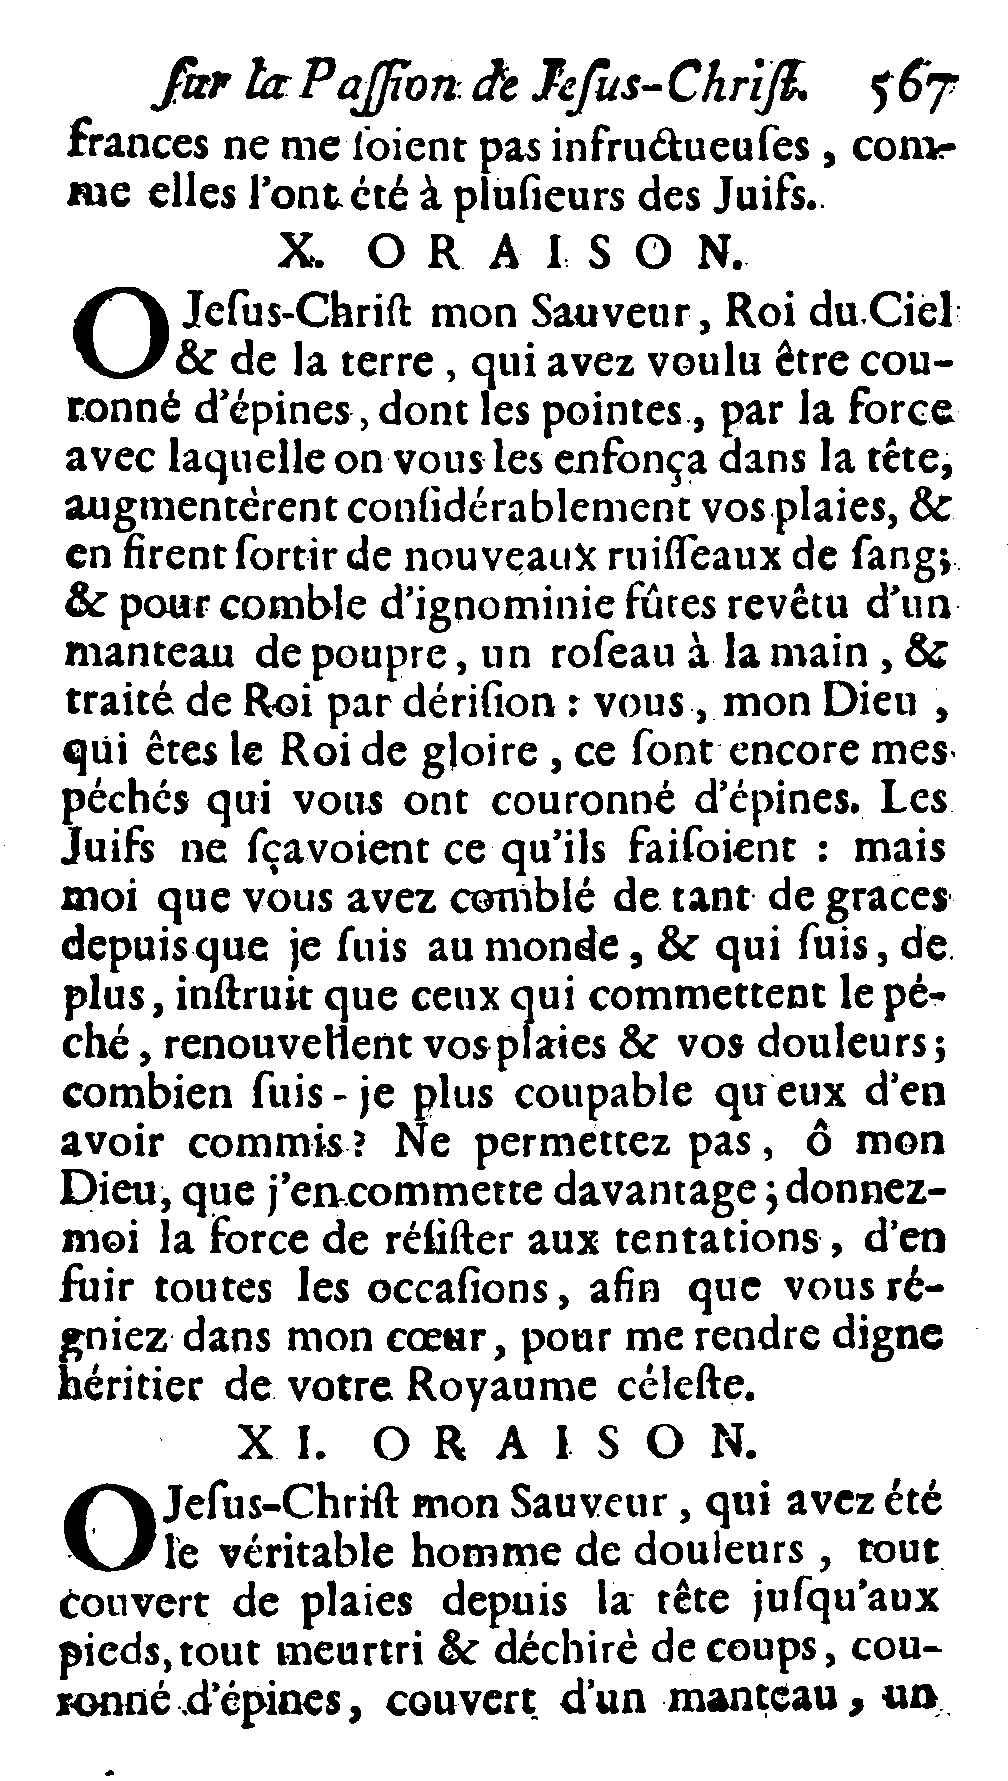 ſur la Paſſion de Jeſus-Chriſt. 567
frances ne me ſoient pas infructueuſes, com-
me elles l'ont été à pluſieurs des Juifs.
X. ORAISON.
O Jeſus-Chriſt mon Sauveur, Roi du Ciel
& de la terre, qui avez voulu être cou-
ronné d'épines, dont les pointes, par la force
avec laquelle on vous les enfonça dans la tête,
augmentèrent conſidérablement vos plaies, &
en firent ſortir de nouveaux ruiſſeaux de ſang;
& pour comble d'ignominie fûtes revêtu d'un
manteau de poupre, un roſeau à la main, &
traité de Roi par dériſion : vous, mon Dieu,
qui êtes le Roi de gloire, ce ſont encore mes
péchés qui vous ont couronné d'épines. Les
Juifs ne ſçavoient ce qu'ils faiſoient : mais
moi que vous avez comblé de tant de graces
depuis que je ſuis au monde, & qui ſuis, de
plus, inſtruit que ceux qui commettent le pé-
ché, renouvellent vos plaies & vos douleurs;
combien ſuis-je plus coupable qu'eux d'en
avoir commis? Ne permettez pas, ô mon
Dieu, que j'en commette davantage; donnez-
moi la force de réſiſter aux tentations, d'en
fuir toutes les occaſions, afin que vous ré-
gniez dans mon cœur, pour me rendre digne
héritier de votre Royaume céleſte.
XI. ORAISON.
O Jeſus-Chriſt mon Sauveur, qui avez été
le véritable homme de douleurs, tout
couvert de plaies depuis la tête juſqu'aux
pieds, tout meurtri & déchirè de coups, cou-
ronné d'épines, couvert d'un manteau, un